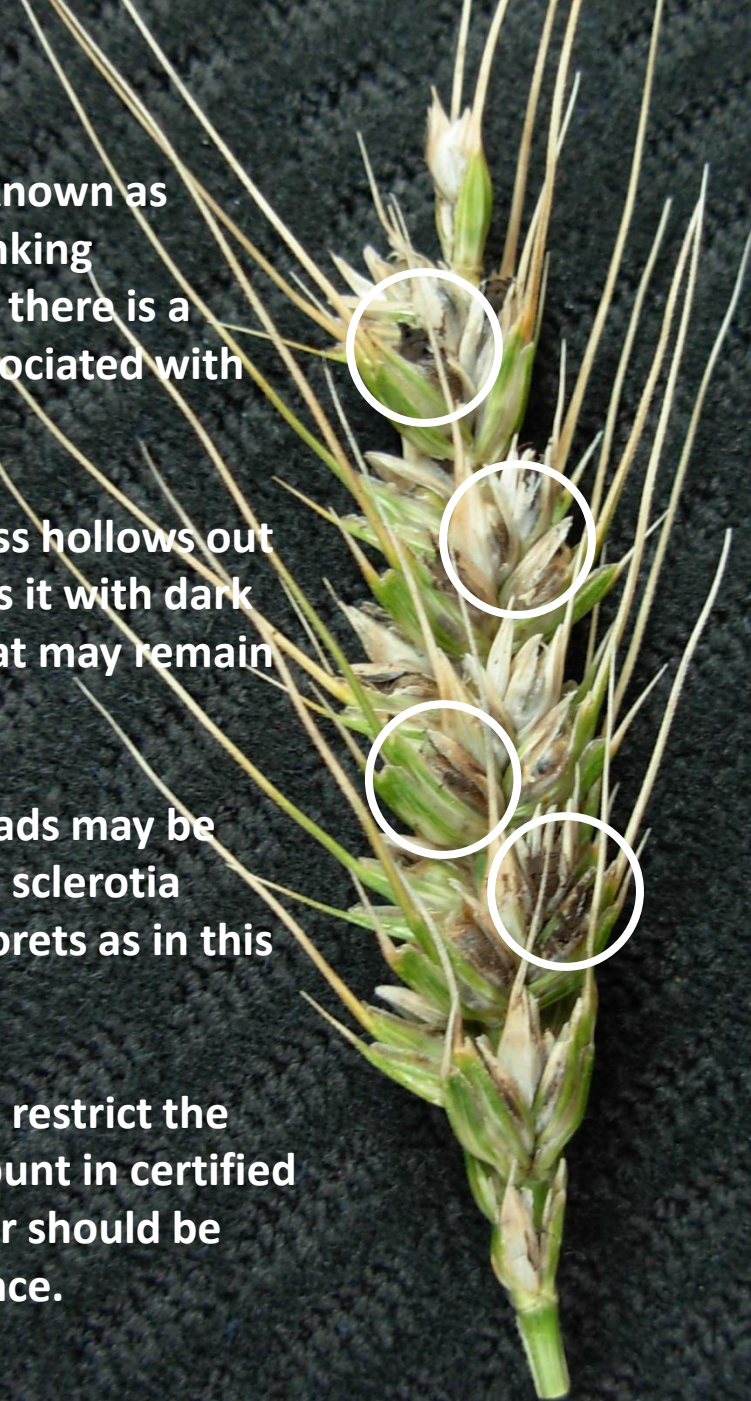 nown as
nking
there is a
ociated with
ss hollows out
s it with dark
at may remain
ads may be
sclerotia
orets as in this
restrict the
ount in certified
r should be
nce.